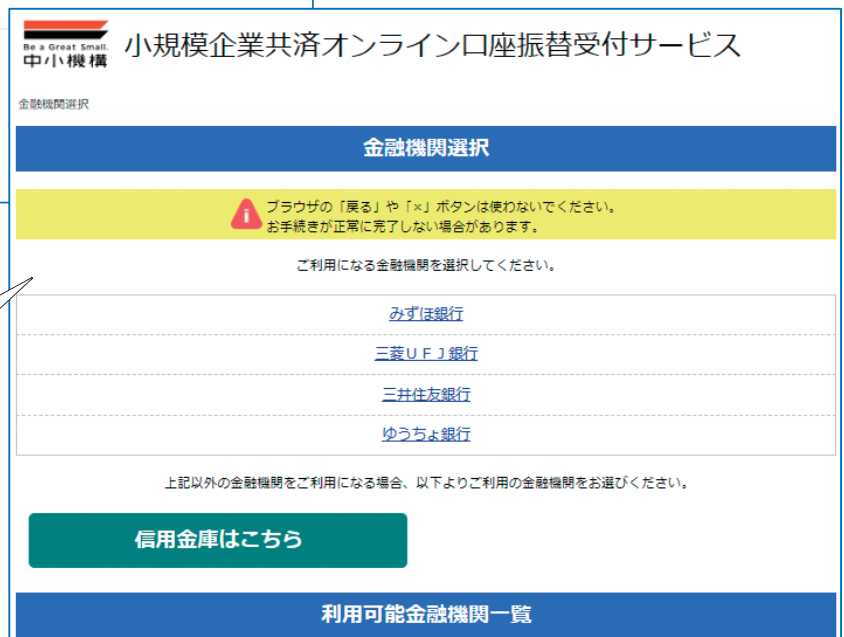 Be a Great Small.
中小機構
小規模企業共済オンライン口座振替受付サービス
金融機関選択
金融機関選択
ブラウザの「戻る」や「×」ボタンは使わないでください。
お手続きが正常に完了しない場合があります。
ご利用になる金融機関を選択してください。
みずほ銀行
三菱ＵＦＪ銀行
三井住友銀行
ゆうちょ銀行
上記以外の金融機関をご利用になる場合、以下よりご利用の金融機関をお選びください。
信用金庫はこちら
利用可能金融機関一覧